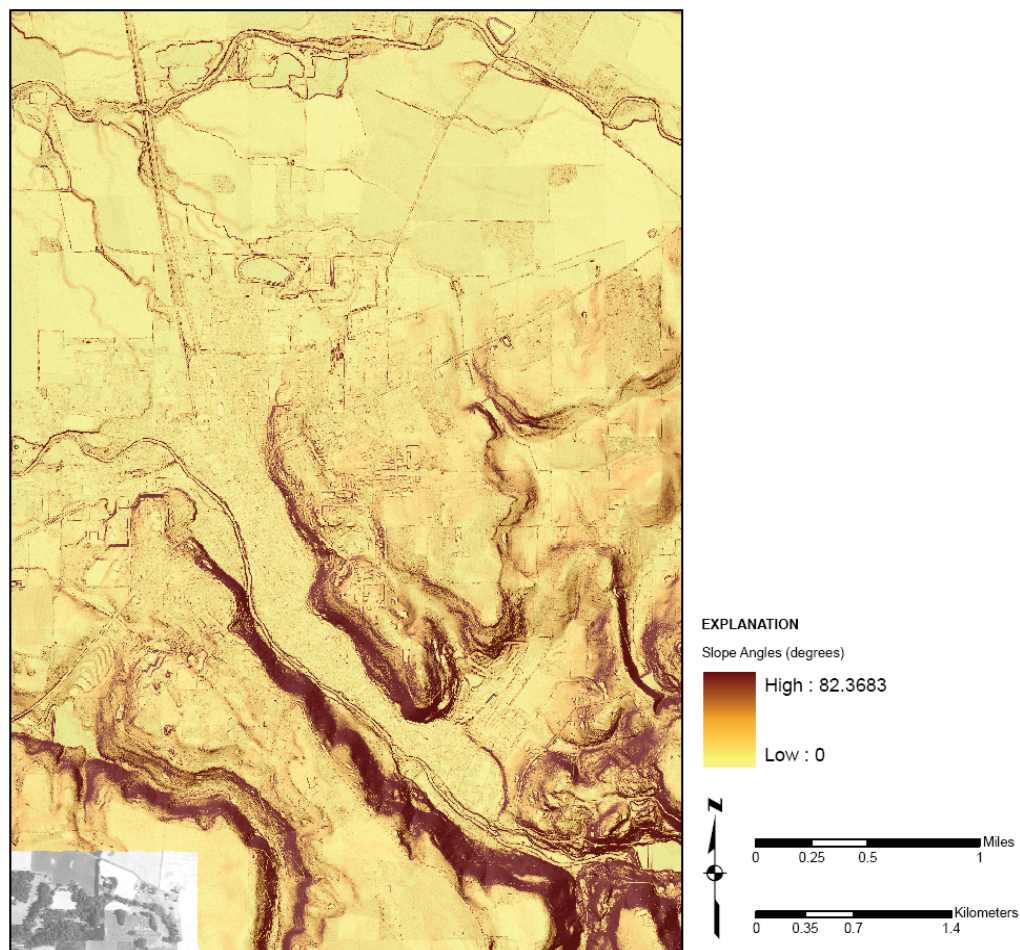 EXPLANATION
Slope Angles (degrees)
High : 82.3683
Low : 0
N
Miles
0 0.25 0.5 1
Kilometers
0 0.35 0.7 1.4